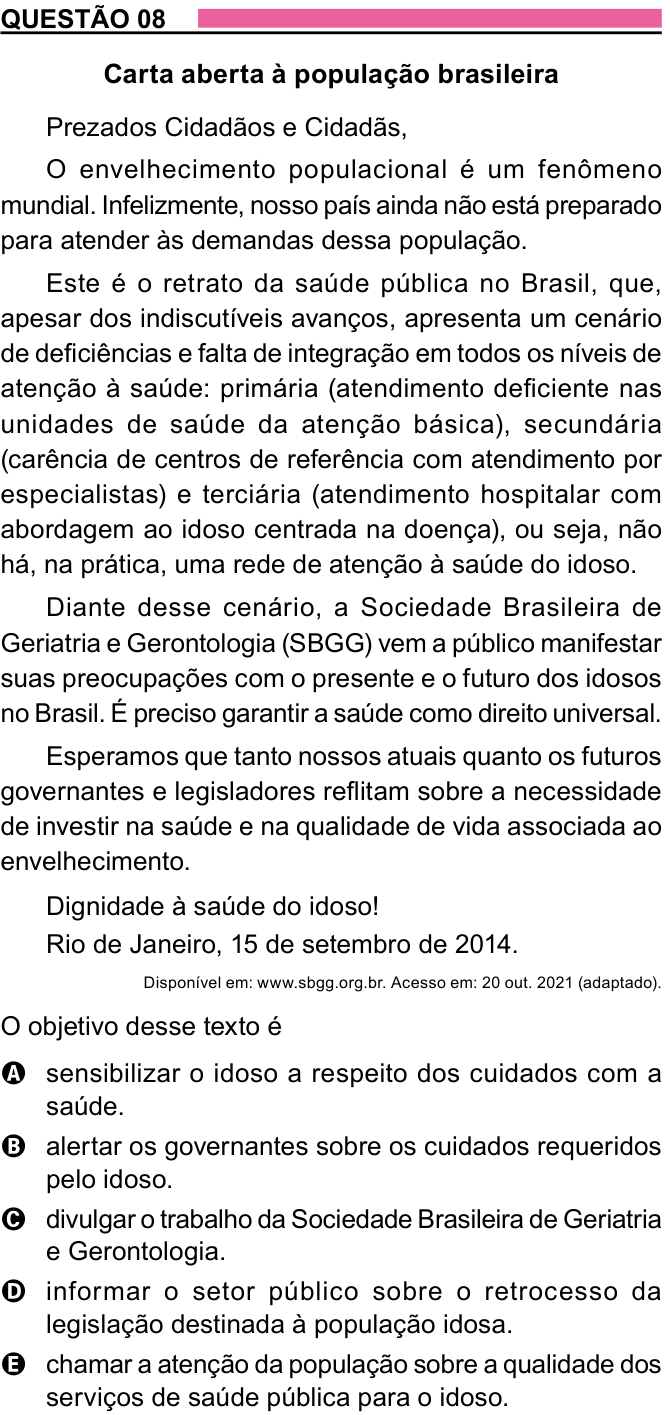 QUESTÃO 08
Carta aberta à população brasileira
Prezados Cidadãos e Cidadãs,
O envelhecimento populacional é um fenômeno
mundial. Infelizmente, nosso país ainda não está preparado
para atender às demandas dessa população.
Este é o retrato da saúde pública no Brasil, que,
apesar dos indiscutíveis avanços, apresenta um cenário
de deficiências e falta de integração em todos os níveis de
atenção à saúde: primária (atendimento deficiente nas
unidades de saúde da atenção básica), secundária
(carência de centros de referência com atendimento por
especialistas) e terciária (atendimento hospitalar com
abordagem ao idoso centrada na doença), ou seja, não
há, na prática, uma rede de atenção à saúde do idoso.
Diante desse cenário, a Sociedade Brasileira de
Geriatria e Gerontologia (SBGG) vem a público manifestar
suas preocupações com o presente e o futuro dos idosos
no Brasil. É preciso garantir a saúde como direito universal.
Esperamos que tanto nossos atuais quanto os futuros
governantes e legisladores reflitam sobre a necessidade
de investir na saúde e na qualidade de vida associada ao
envelhecimento.
Dignidade à saúde do idoso!
Rio de Janeiro, 15 de setembro de 2014.
Disponível em: www.sbgg.org.br. Acesso em: 20 out. 2021 (adaptado).
O objetivo desse texto é
A sensibilizar o idoso a respeito dos cuidados com a
saúde.
B alertar os governantes sobre os cuidados requeridos
pelo idoso.
C divulgar o trabalho da Sociedade Brasileira de Geriatria
e Gerontologia.
D informar o setor público sobre o retrocesso da
legislação destinada à população idosa.
E chamar a atenção da população sobre a qualidade dos
serviços de saúde pública para o idoso.